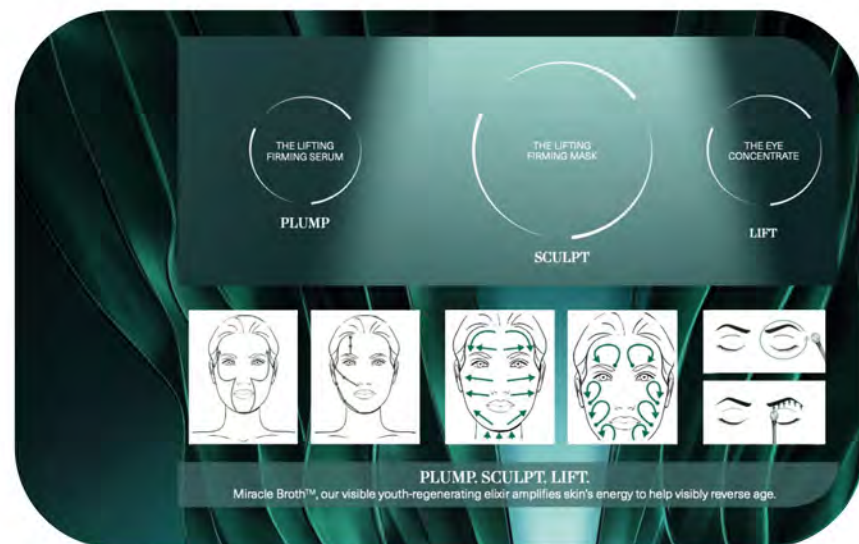 THE LIFTING
FIRMING SERUM
PLUMP
THE LIFTING
FIRMING MASK
SCULPT
THE EYE
CONCENTRATE
LIFT
PLUMP. SCULPT. LIFT.
Miracle Broth™, our visible youth-regenerating elixir amplifies skin's energy to help visibly reverse age.